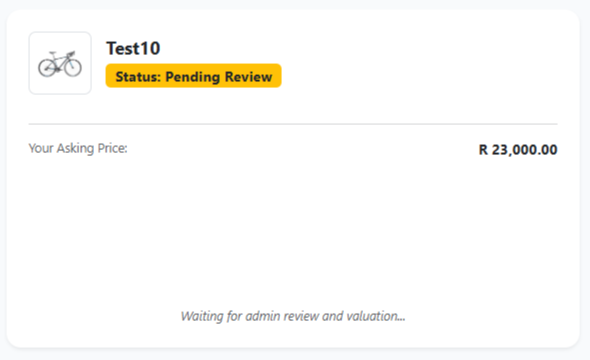 Test10
Status: Pending Review
Your Asking Price: R 23,000.00
Waiting for admin review and valuation...